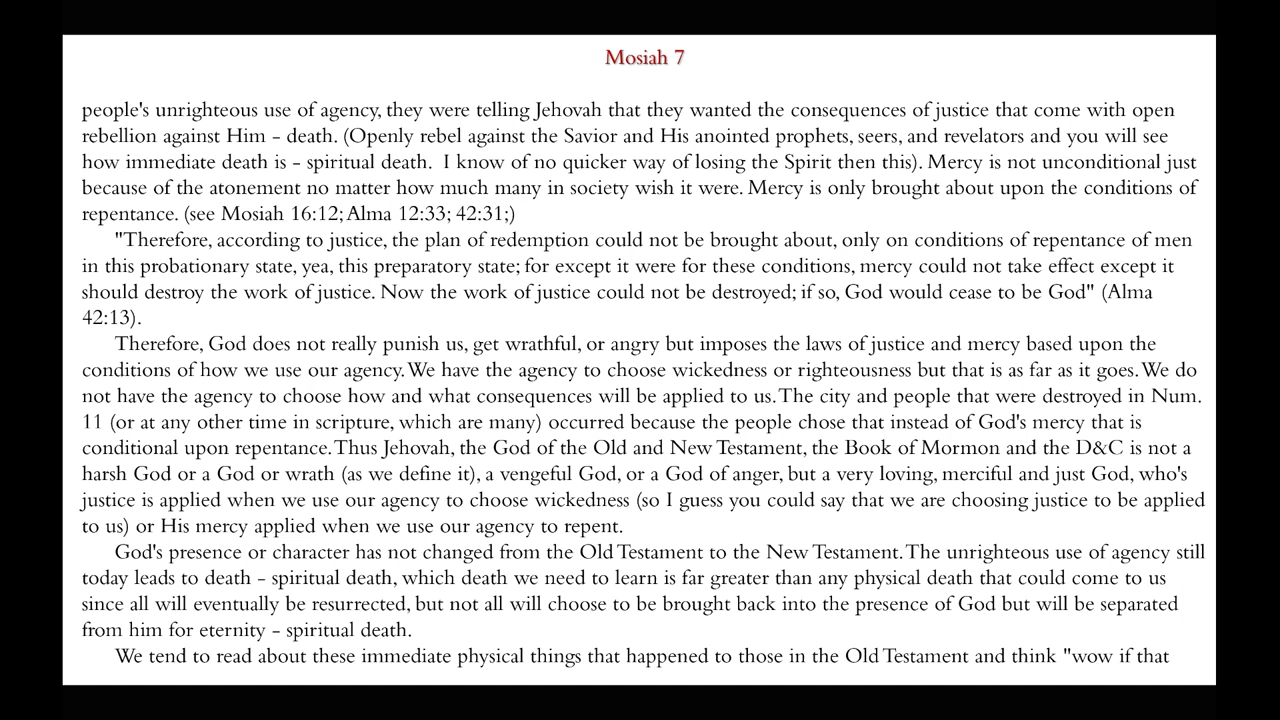 Mosiah 7
people's unrighteous use of agency, they were telling Jehovah that they wanted the consequences of justice that come with open
rebellion against Him - death. (Openly rebel against the Savior and His anointed prophets, seers, and revelators and you will see
how immediate death is - spiritual death.  I know of no quicker way of losing the Spirit then this). Mercy is not unconditional just
because of the atonement no matter how much many in society wish it were. Mercy is only brought about upon the conditions of
repentance. (see Mosiah 16:12; Alma 12:33; 42:31;)
"Therefore, according to justice, the plan of redemption could not be brought about, only on conditions of repentance of men
in this probationary state, yea, this preparatory state; for except it were for these conditions, mercy could not take effect except it
should destroy the work of justice. Now the work of justice could not be destroyed; if so, God would cease to be God" (Alma
42:13).
Therefore, God does not really punish us, get wrathful, or angry but imposes the laws of justice and mercy based upon the
conditions of how we use our agency. We have the agency to choose wickedness or righteousness but that is as far as it goes. We do
not have the agency to choose how and what consequences will be applied to us. The city and people that were destroyed in Num.
11 (or at any other time in scripture, which are many) occurred because the people chose that instead of God's mercy that is
conditional upon repentance. Thus Jehovah, the God of the Old and New Testament, the Book of Mormon and the D&C is not a
harsh God or a God or wrath (as we define it), a vengeful God, or a God of anger, but a very loving, merciful and just God, who's
justice is applied when we use our agency to choose wickedness (so I guess you could say that we are choosing justice to be applied
to us) or His mercy applied when we use our agency to repent.
God's presence or character has not changed from the Old Testament to the New Testament. The unrighteous use of agency still
today leads to death - spiritual death, which death we need to learn is far greater than any physical death that could come to us
since all will eventually be resurrected, but not all will choose to be brought back into the presence of God but will be separated
from him for eternity - spiritual death.
We tend to read about these immediate physical things that happened to those in the Old Testament and think "wow if that